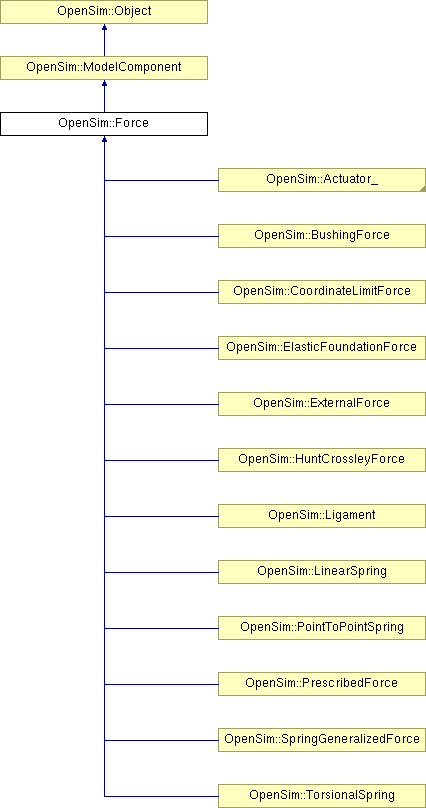 OpenSim::Object
OpenSim::ModelComponent
OpenSim::Force
OpenSim::Actuator_
OpenSim::BushingForce
OpenSim::CoordinateLimitForce
OpenSim::ElasticFoundationForce
OpenSim::ExternalForce
OpenSim::HuntCrossleyForce
OpenSim::Ligament
OpenSim::LinearSpring
OpenSim::PointToPointSpring
OpenSim::PrescribedForce
OpenSim::SpringGeneralizedForce
OpenSim::TorsionalSpring